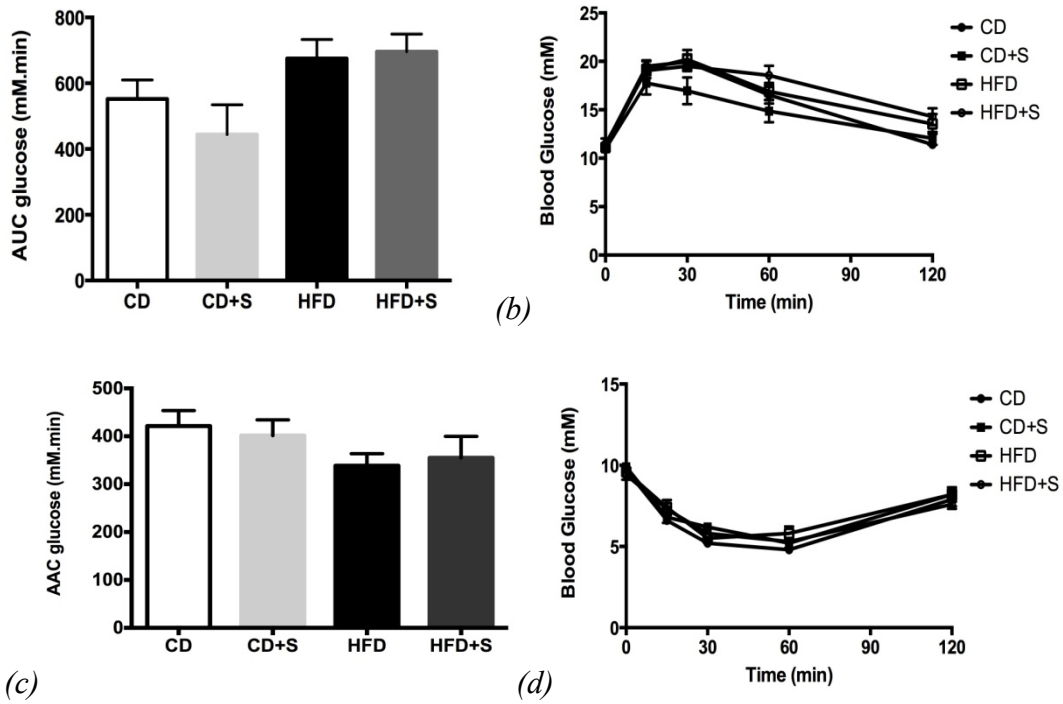 AUC glucose (mM.min)
800
600
400
200
0
CD CD+S HFD HFD+S
(b)
Blood Glucose (mM)
25
20
15
10
5
0
0 30 60 90 120
Time (min)
CD
CD+S
HFD
HFD+S
AAC glucose (mM.min)
500
400
300
200
100
0
CD CD+S HFD HFD+S
(c)
(d)
Blood Glucose (mM)
15
10
5
0
0 30 60 90 120
Time (min)
CD
CD+S
HFD
HFD+S